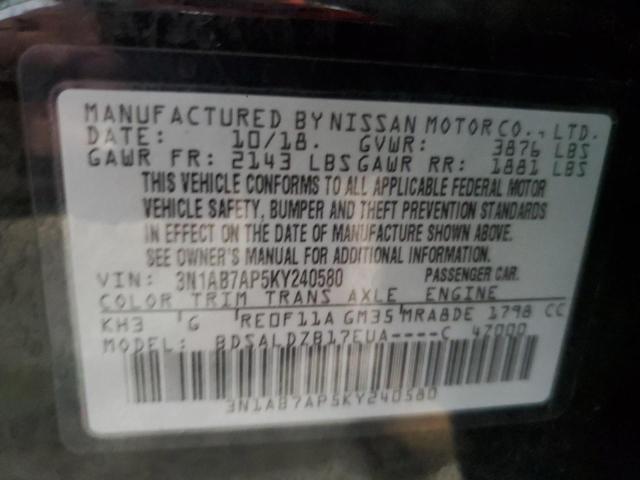 MANUFACTURED BY NISSAN MOTOR CO., LTD.
DATE: 10/18. GVWR: 3876 LBS
GAWR FR: 2143 LBS GAWR RR: 1881 LBS
THIS VEHICLE CONFORMS TO ALL APPLICABLE FEDERAL MOTOR
VEHICLE SAFETY, BUMPER AND THEFT PREVENTION STANDARDS
IN EFFECT ON THE DATE OF MANUFACTURE SHOWN ABOVE.
SEE OWNER'S MANUAL FOR ADDITIONAL INFORMATION.
VIN: 3N1AB7AP5KY240580 PASSENGER CAR.
COLOR TRIM TRANS AXLE ENGINE
KH3 G RE0F11A GM35 MRA8DE 1798 CC
MODEL: BDSALDZB17EUA----C 47000
3N1AB7AP5KY240580